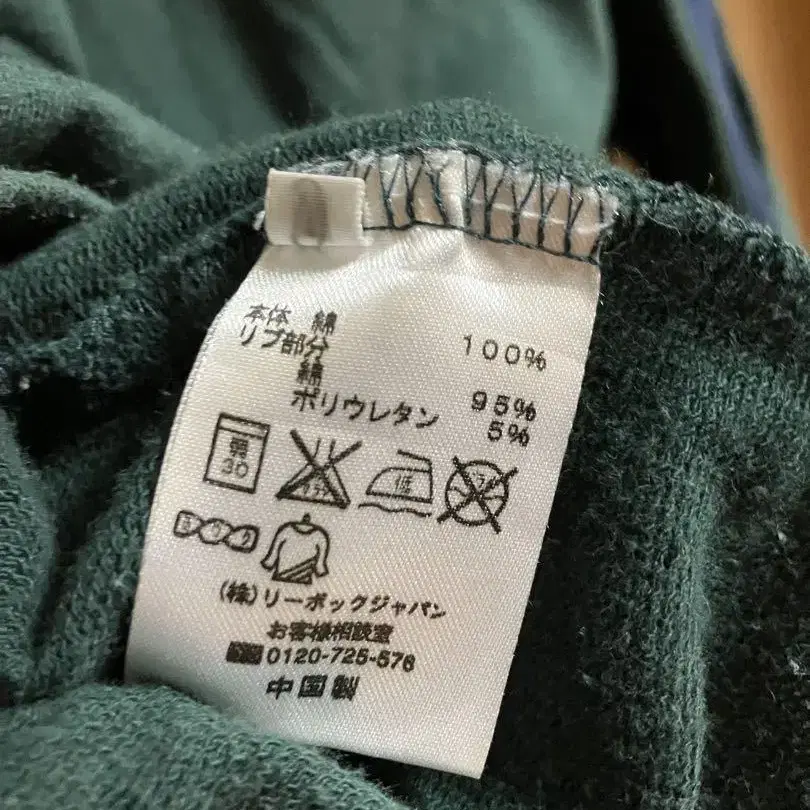 本体 綿 100%
リブ部分
綿 95%
ポリウレタン 5%
弱
30
低
(株)リーボックジャパン
お客様相談室
0120-725-576
中国製